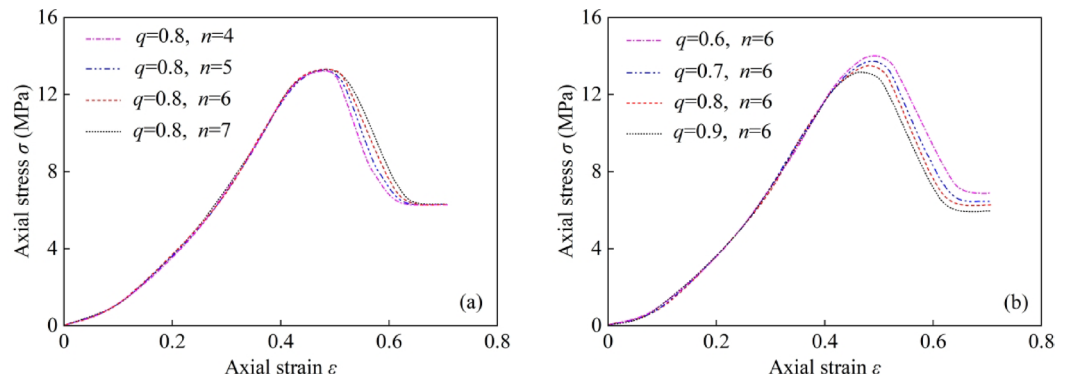 16
12
8
4
0
Axial stress σ (MPa)
q=0.8, n=4
q=0.8, n=5
q=0.8, n=6
q=0.8, n=7
(a)
0 0.2 0.4 0.6 0.8
Axial strain ε
16
12
8
4
0
Axial stress σ (MPa)
q=0.6, n=6
q=0.7, n=6
q=0.8, n=6
q=0.9, n=6
(b)
0 0.2 0.4 0.6 0.8
Axial strain ε